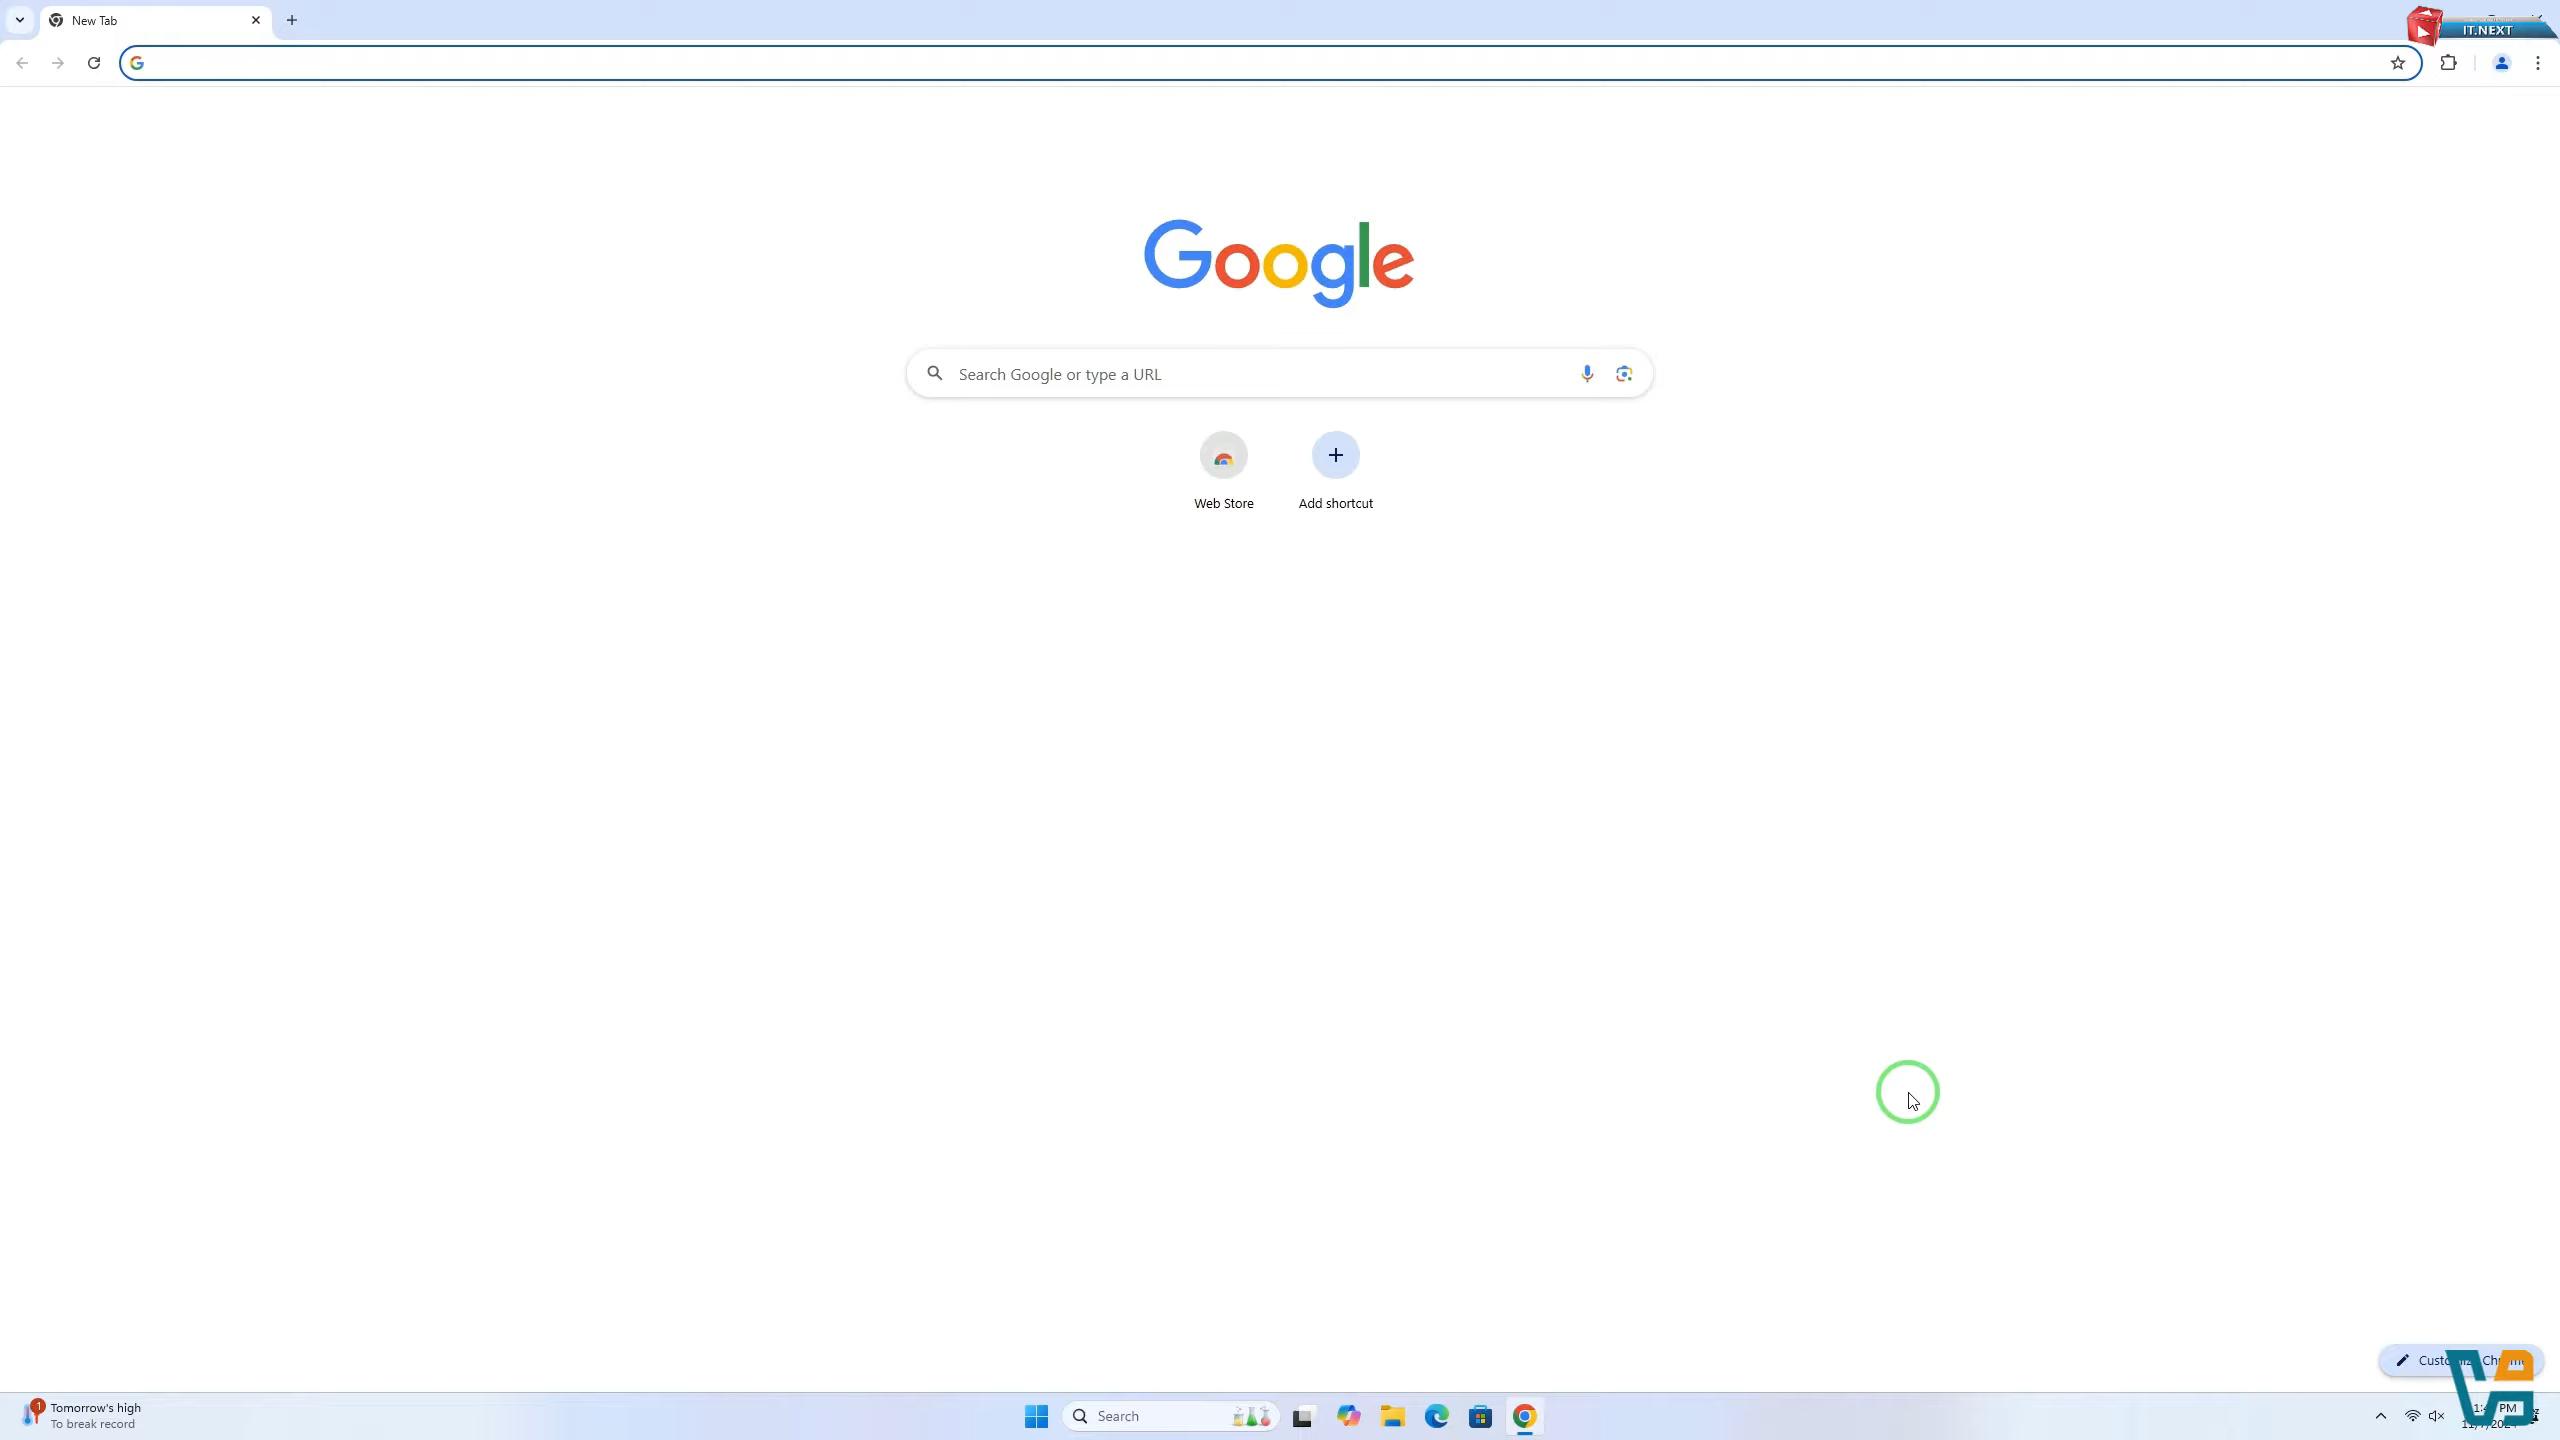 New Tab
IT.NEXT
Google
Search Google or type a URL
Web Store
Add shortcut
1
Tomorrow's high
To break record
Search
PM